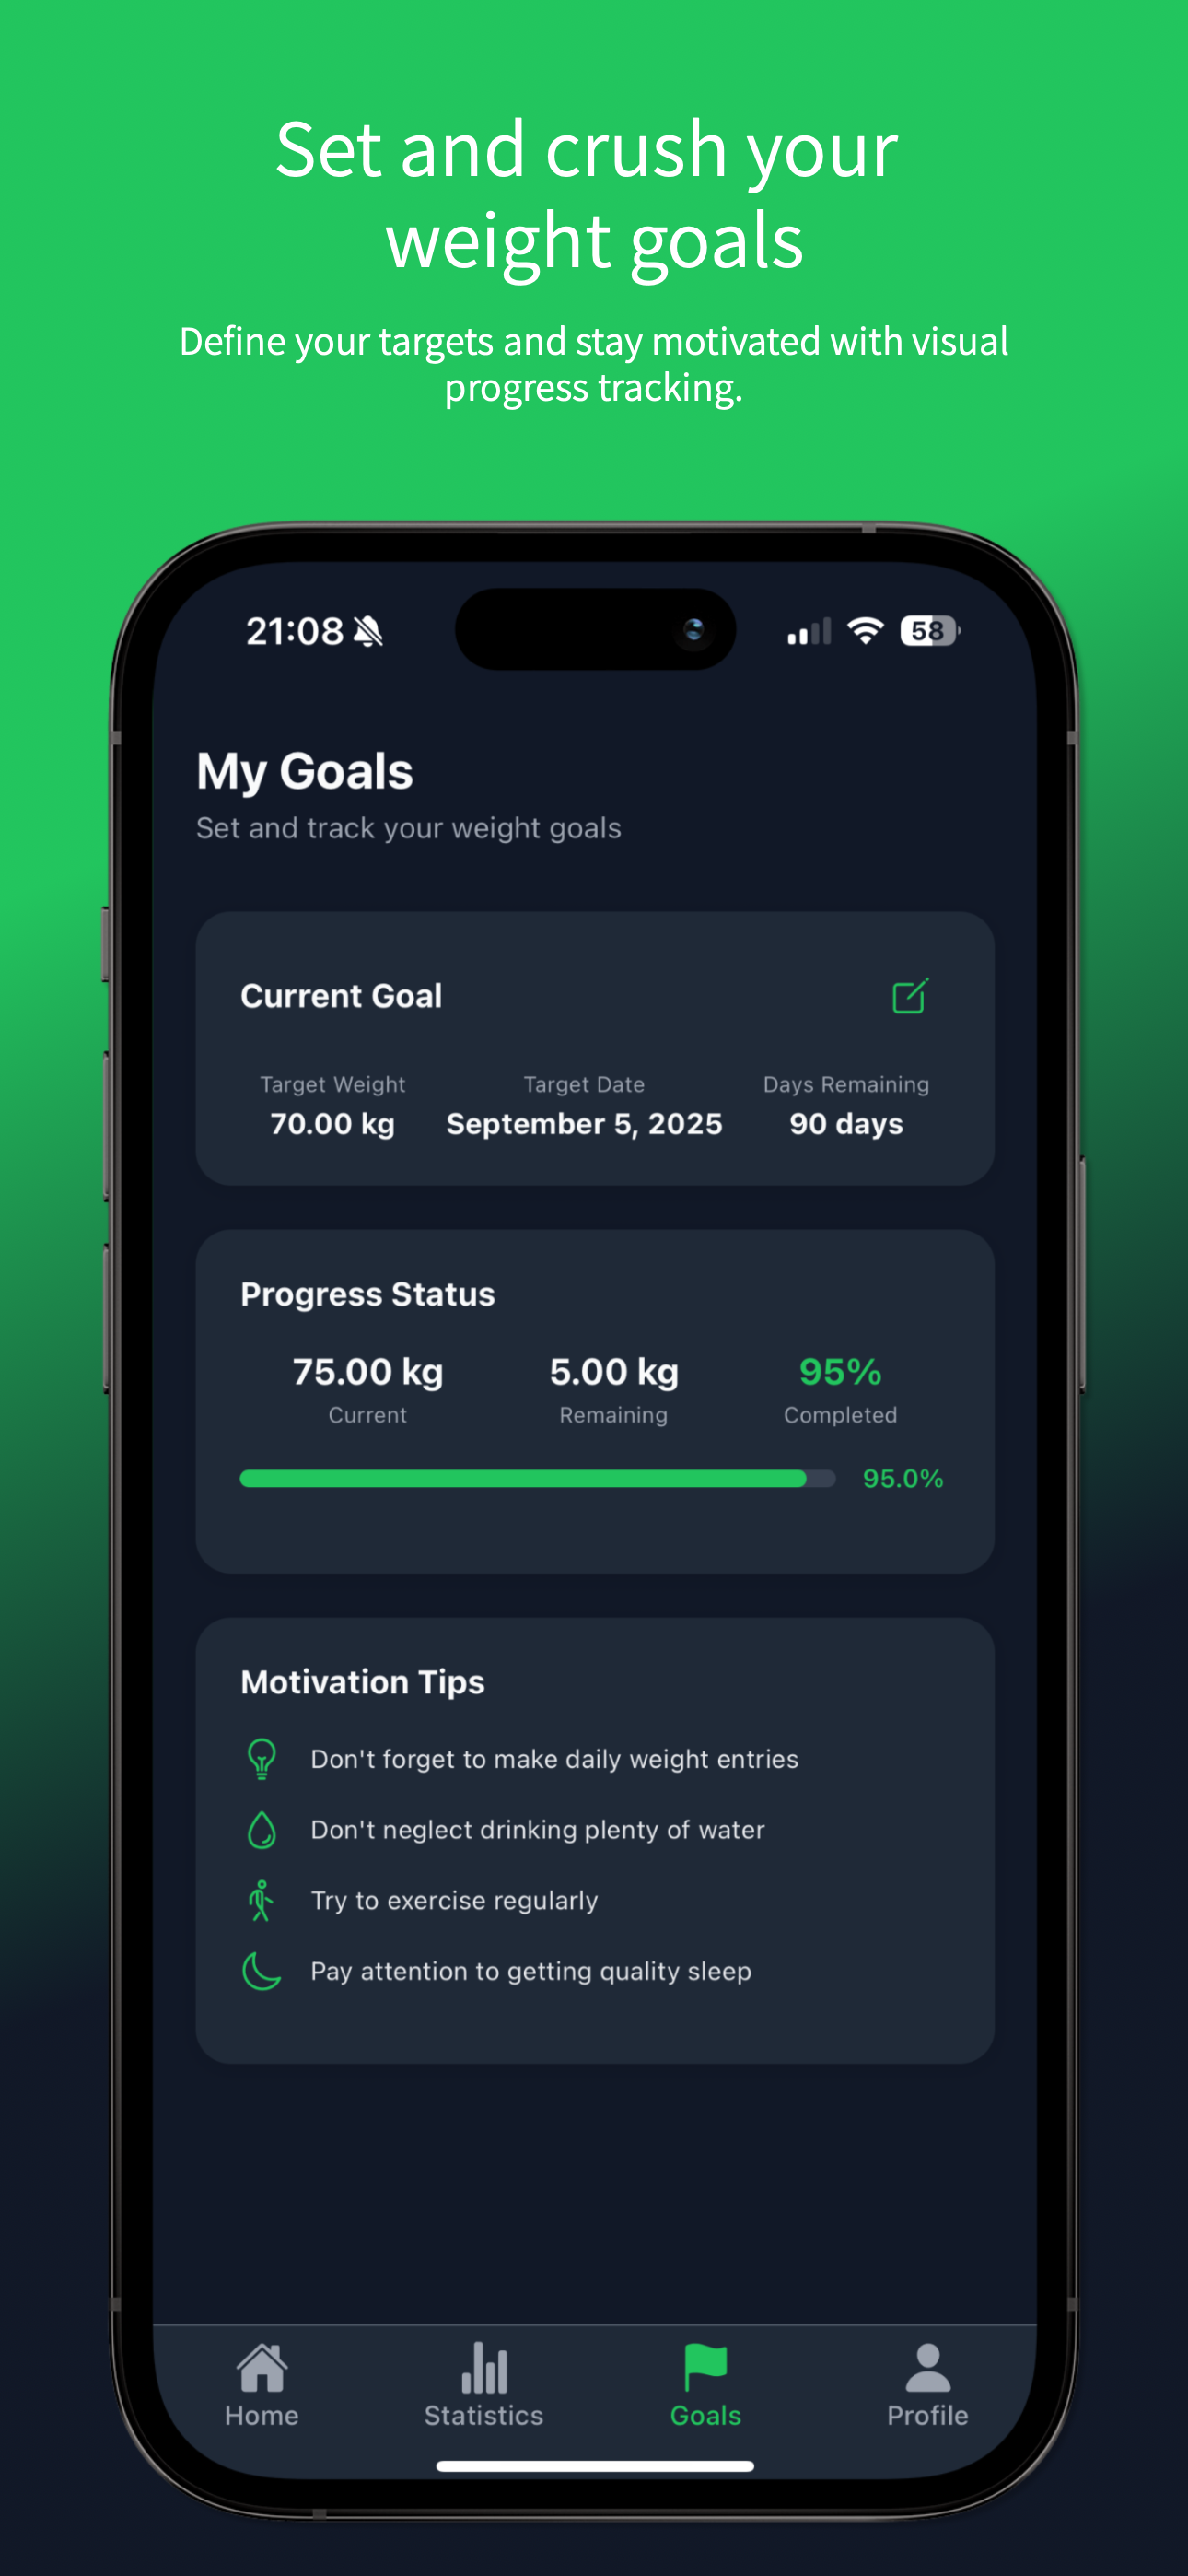 Set and crush your
weight goals
Define your targets and stay motivated with visual
progress tracking.
21:08
58
My Goals
Set and track your weight goals
Current Goal
Target Weight Target Date Days Remaining
70.00 kg September 5, 2025 90 days
Progress Status
75.00 kg 5.00 kg 95%
Current Remaining Completed
95.0%
Motivation Tips
Don't forget to make daily weight entries
Don't neglect drinking plenty of water
Try to exercise regularly
Pay attention to getting quality sleep
Home Statistics Goals Profile